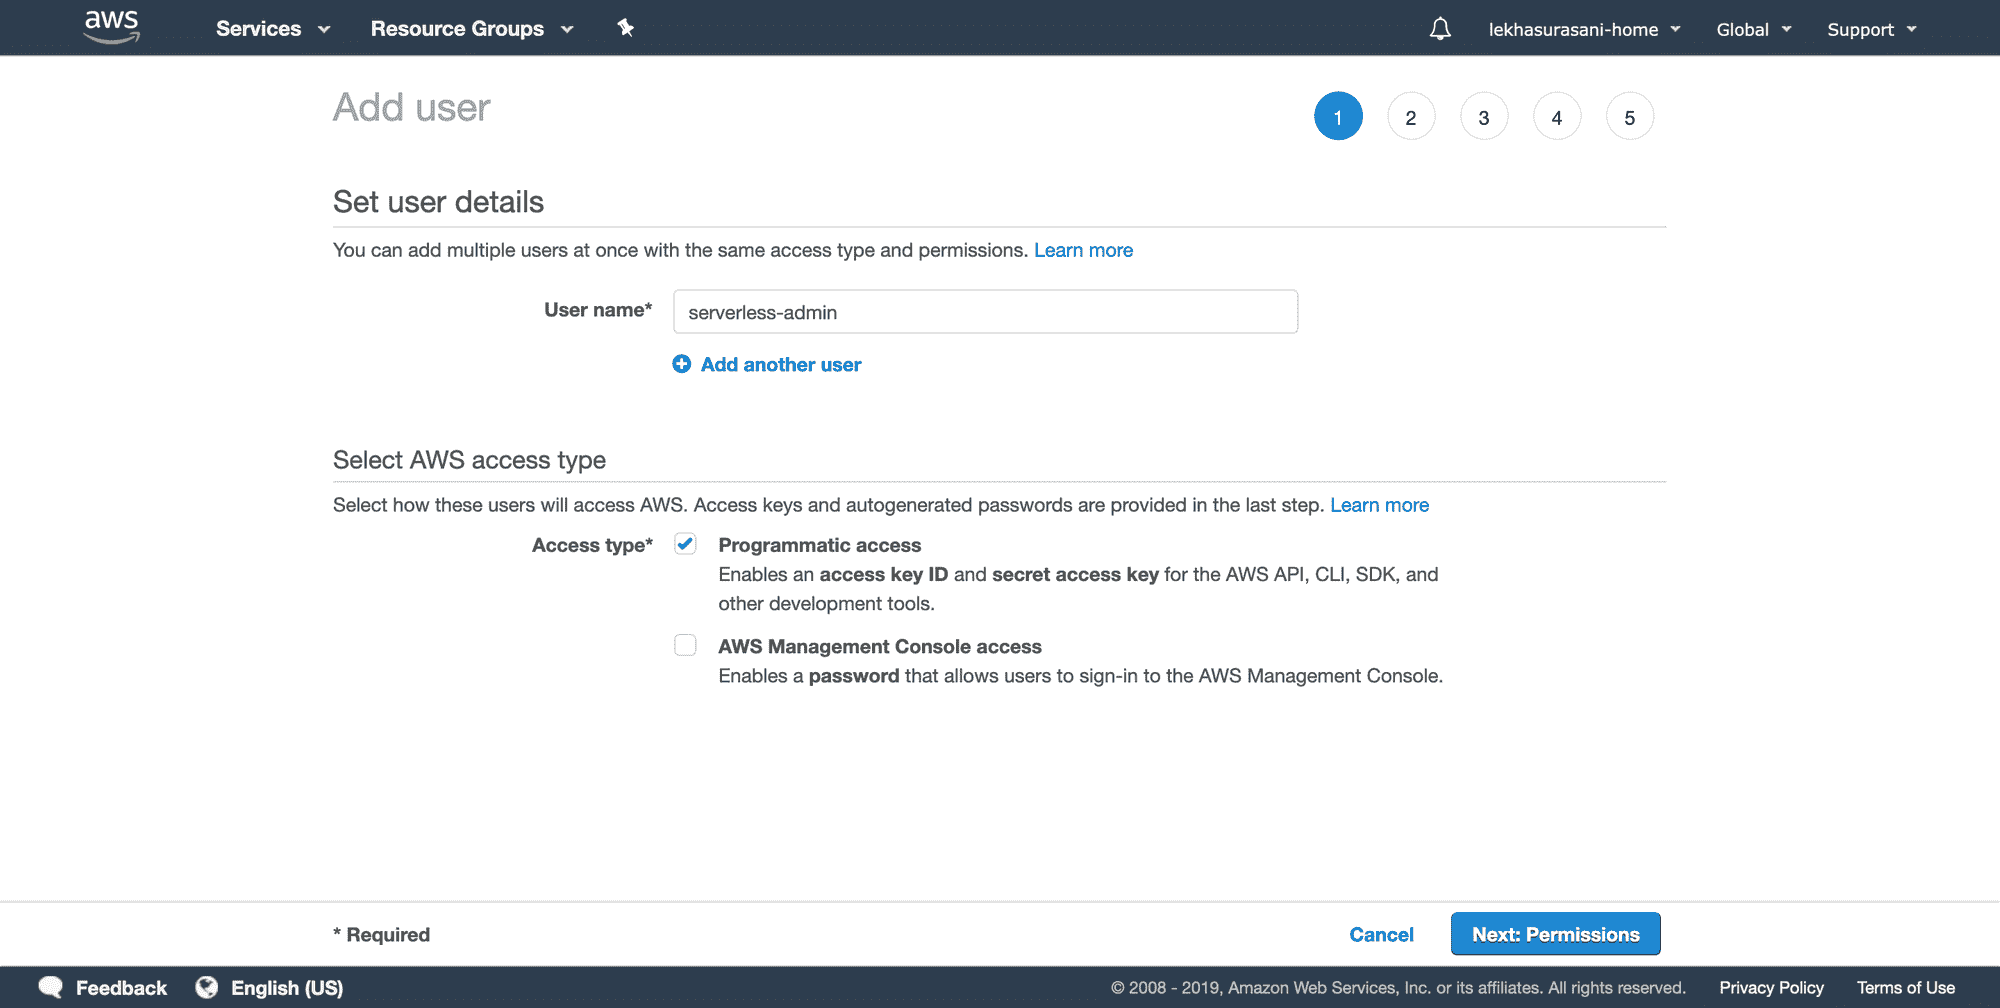 aws Services Resource Groups lekhasurasani-home Global Support
Add user 1 2 3 4 5
Set user details
You can add multiple users at once with the same access type and permissions. Learn more
User name* serverless-admin
Add another user
Select AWS access type
Select how these users will access AWS. Access keys and autogenerated passwords are provided in the last step. Learn more
Access type* Programmatic access
Enables an access key ID and secret access key for the AWS API, CLI, SDK, and
other development tools.
AWS Management Console access
Enables a password that allows users to sign-in to the AWS Management Console.
* Required Cancel Next: Permissions
Feedback English (US) © 2008 - 2019, Amazon Web Services, Inc. or its affiliates. All rights reserved. Privacy Policy Terms of Use